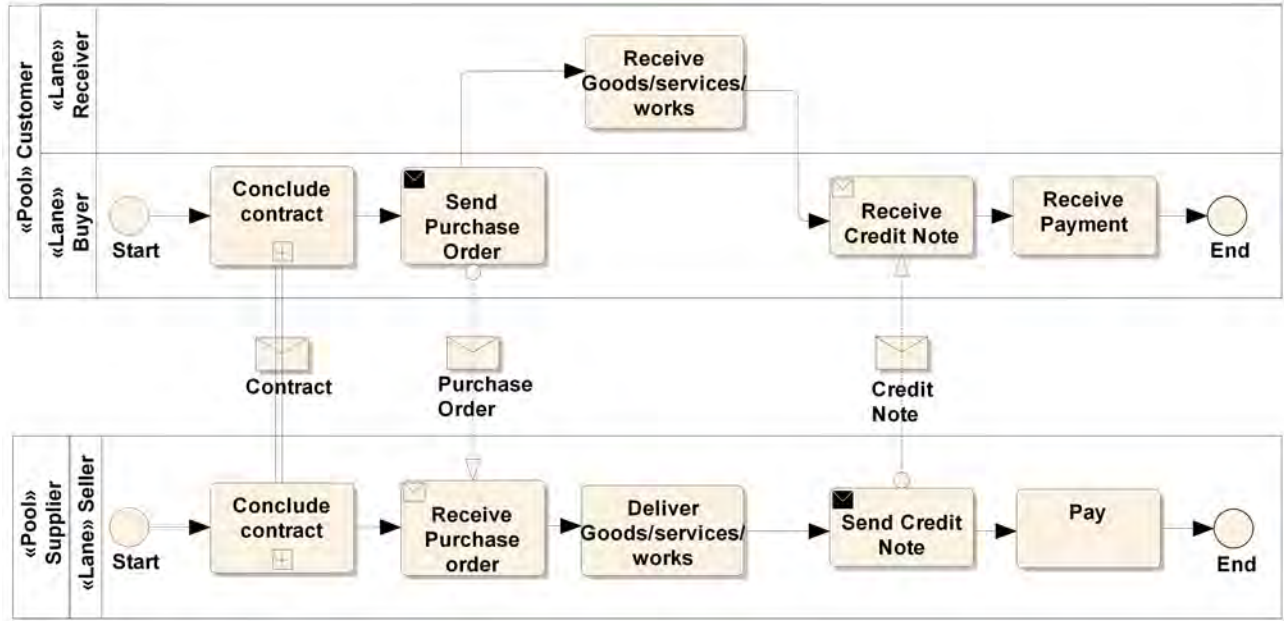 «Pool» Customer
«Lane»
Receiver
Receive
Goods/services/
works
«Lane»
Buyer
Start
Conclude
contract
Send
Purchase
Order
Receive
Credit Note
Receive
Payment
End
Contract
Purchase
Order
Credit
Note
«Pool»
Supplier
«Lane» Seller
Start
Conclude
contract
Receive
Purchase
order
Deliver
Goods/services/
works
Send Credit
Note
Pay
End